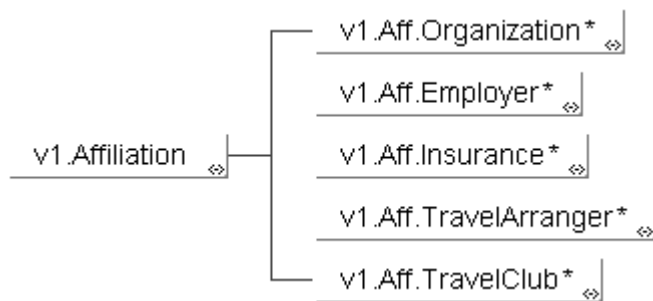 v1.Aff.Organization*
v1.Aff.Employer*
v1.Affiliation
v1.Aff.Insurance*
v1.Aff.TravelArranger*
v1.Aff.TravelClub*